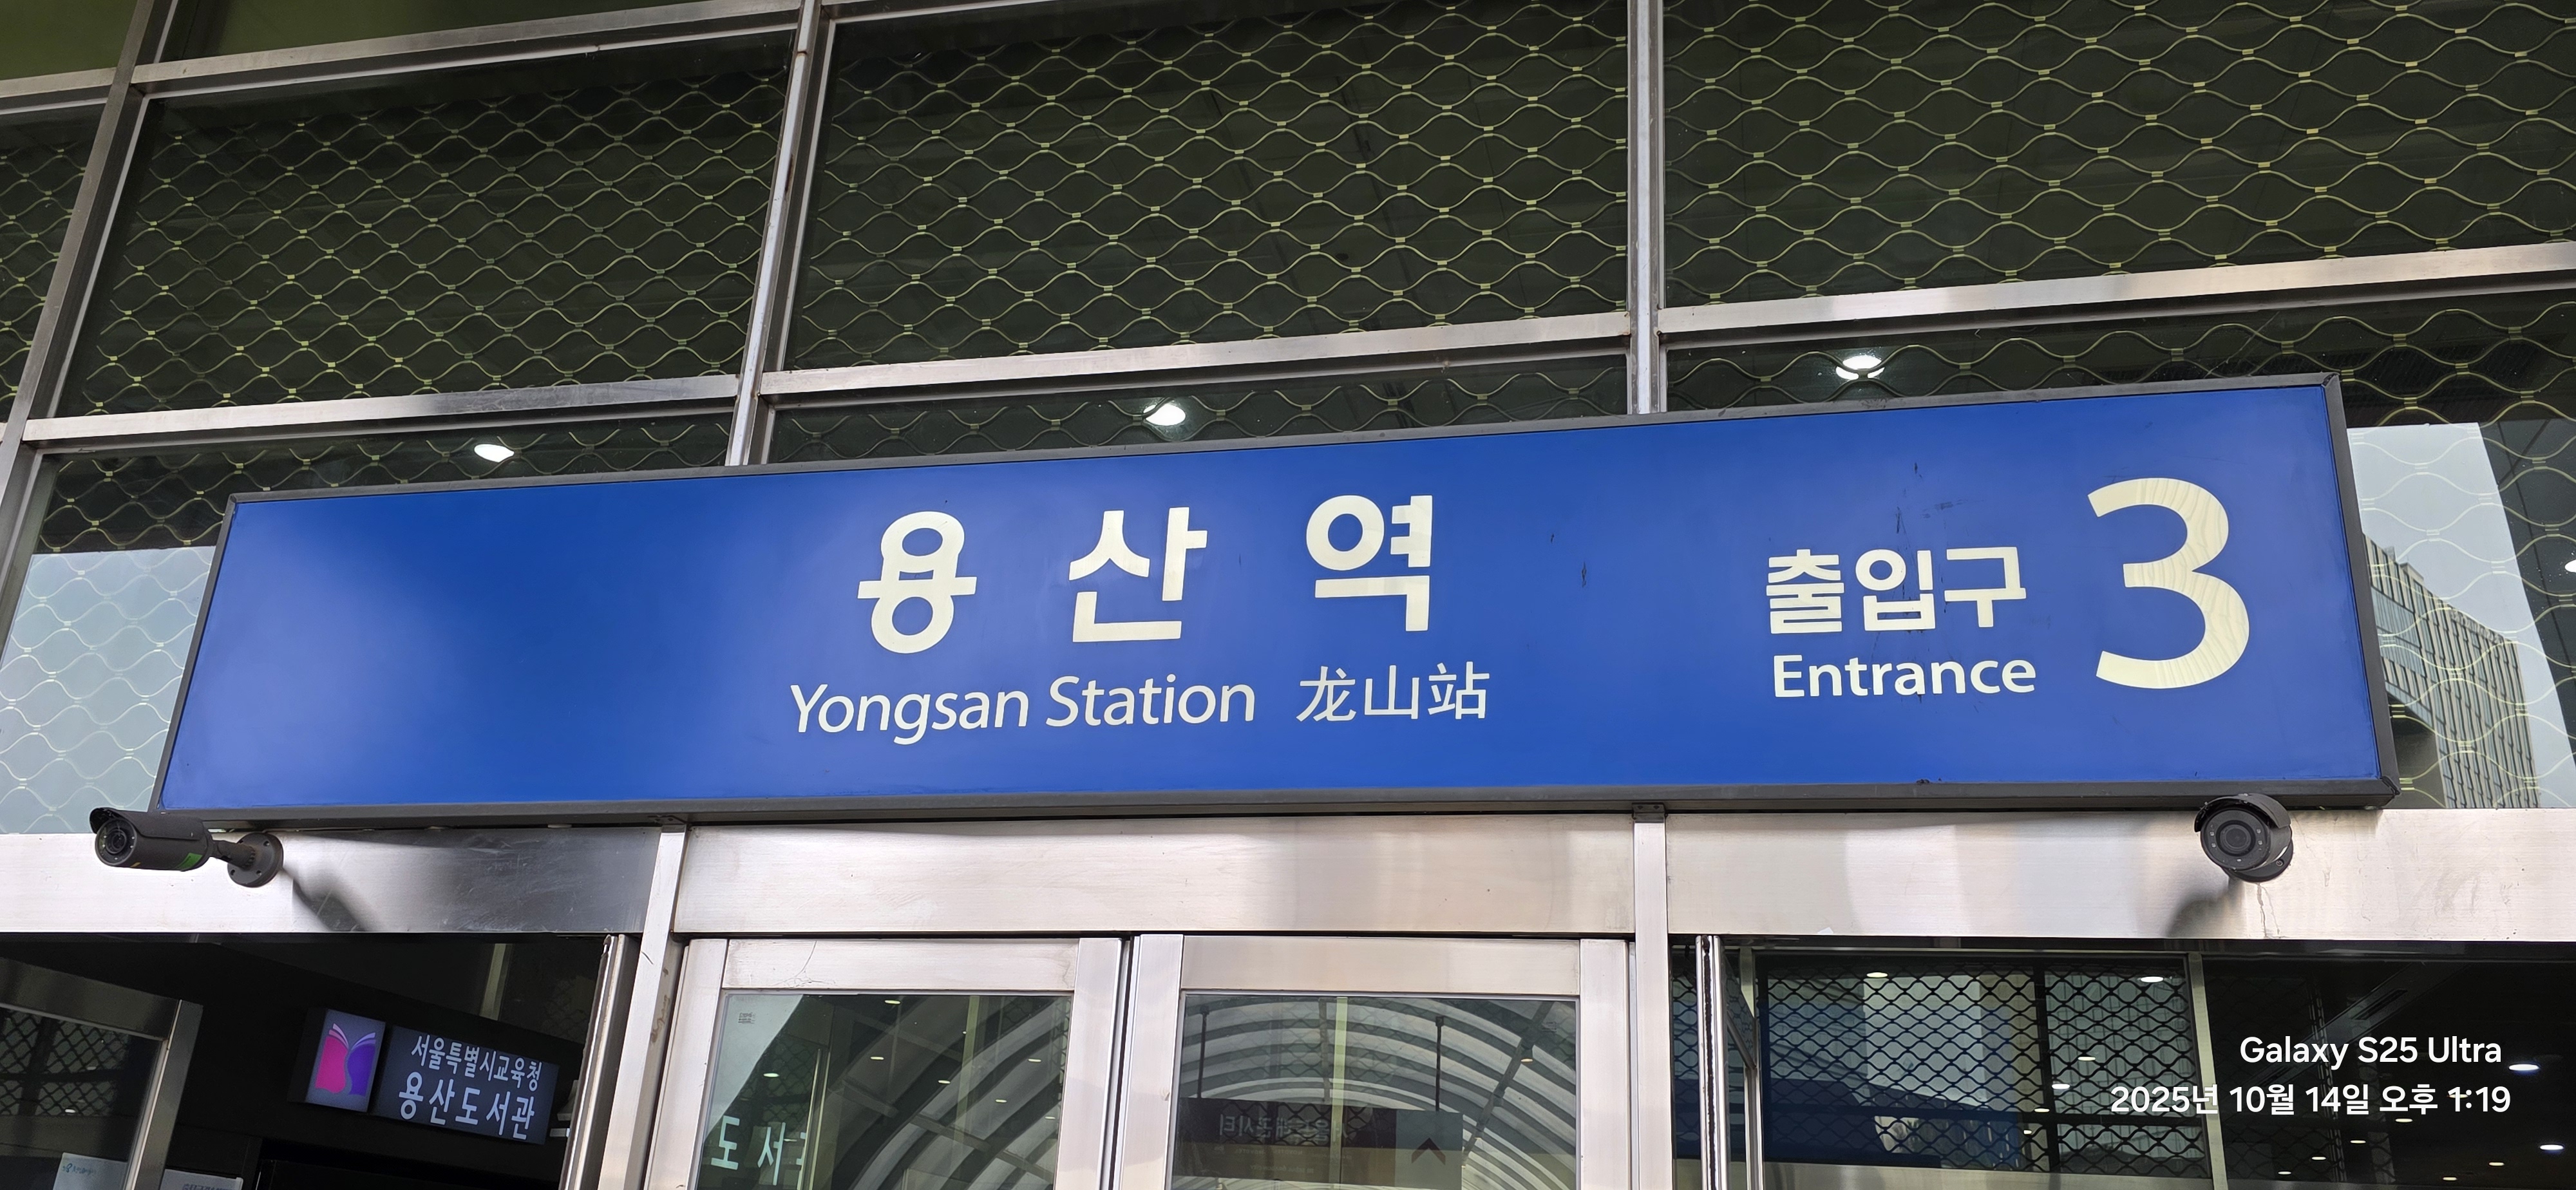 용산역
Yongsan Station 龙山站
출입구
Entrance
3
서울특별시교육청
용산도서관
도서
Galaxy S25 Ultra
2025년 10월 14일 오후 1:19